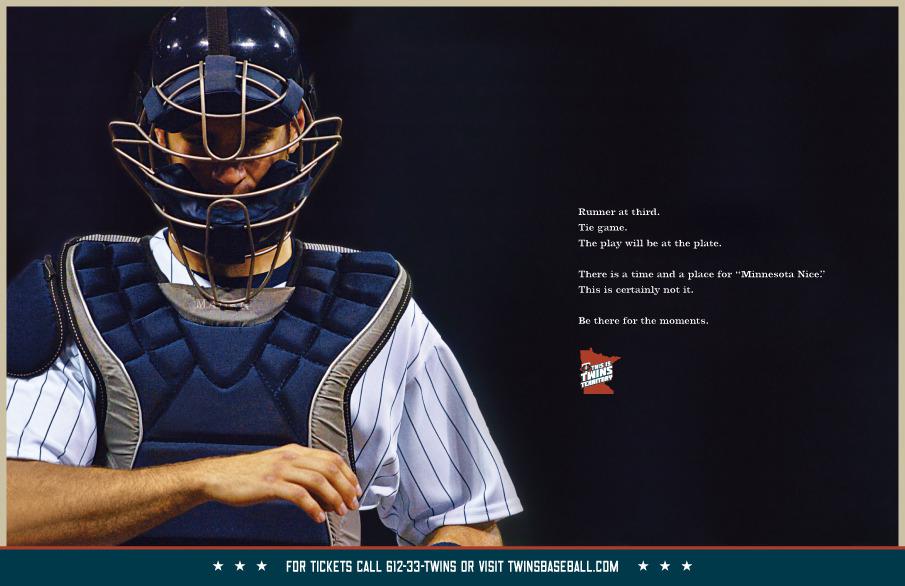 Runner at third.
Tie game.
The play will be at the plate.
There is a time and a place for “Minnesota Nice.”
This is certainly not it.
Be there for the moments.
THIS IS
TWINS
TERRITORY
★ ★ ★ FOR TICKETS CALL 612-33-TWINS OR VISIT TWINSBASEBALL.COM ★ ★ ★